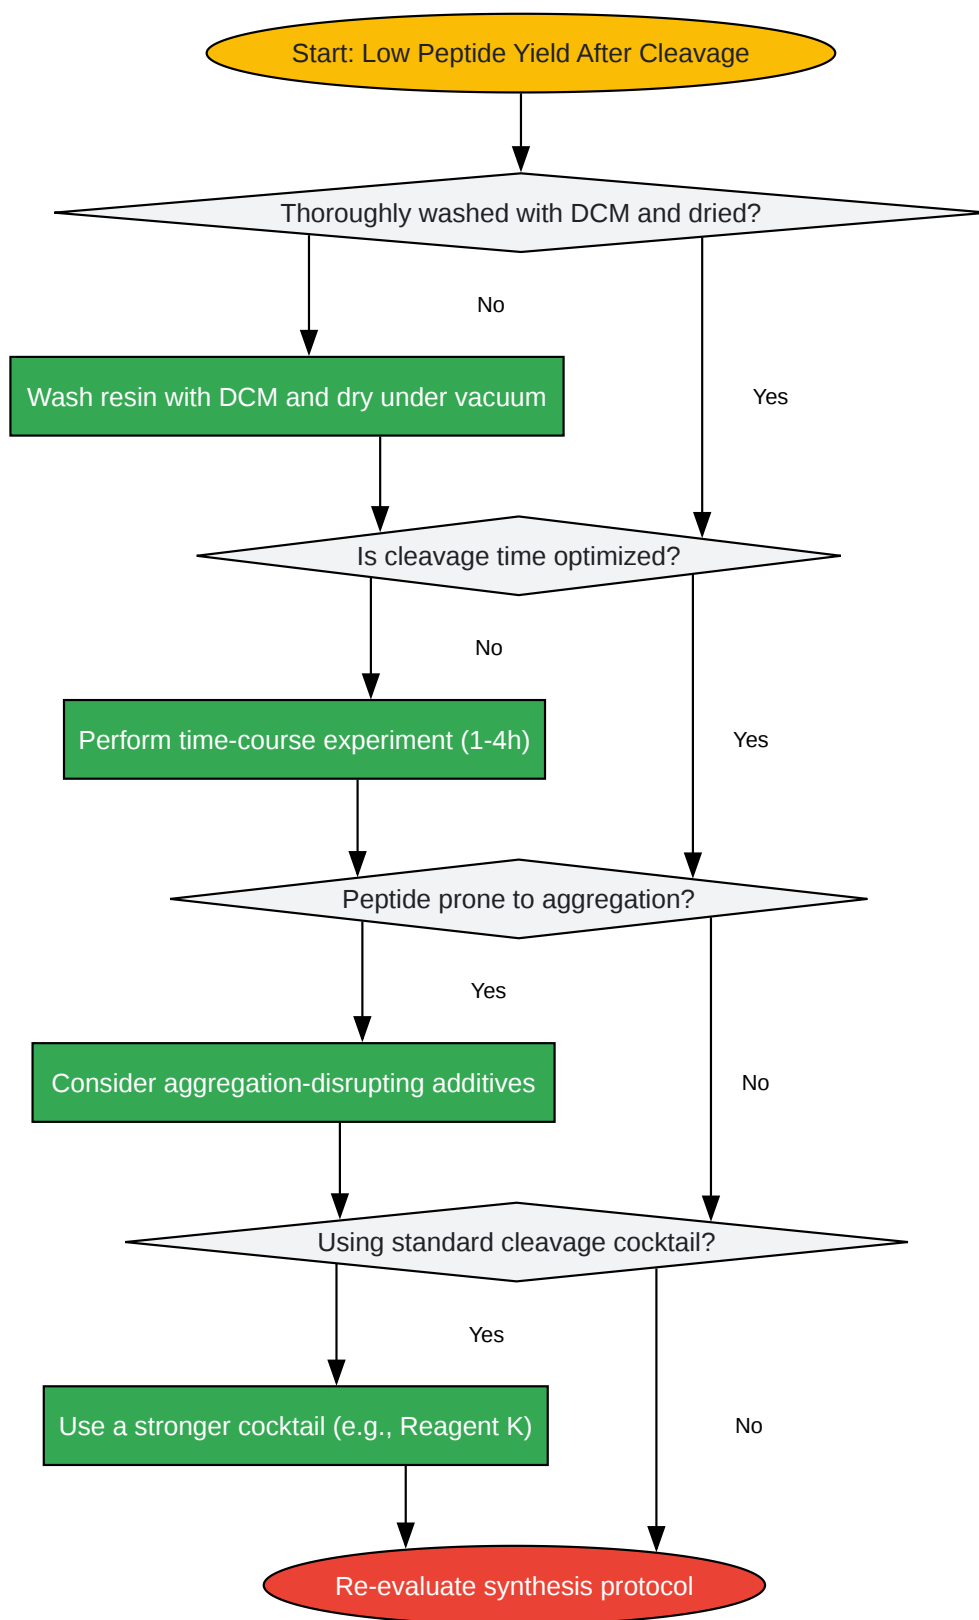 Start: Low Peptide Yield After Cleavage
Thoroughly washed with DCM and dried?
No
Wash resin with DCM and dry under vacuum
Yes
Is cleavage time optimized?
No
Perform time-course experiment (1-4h)
Yes
Peptide prone to aggregation?
Yes
Consider aggregation-disrupting additives
No
Using standard cleavage cocktail?
Yes
Use a stronger cocktail (e.g., Reagent K)
No
Re-evaluate synthesis protocol